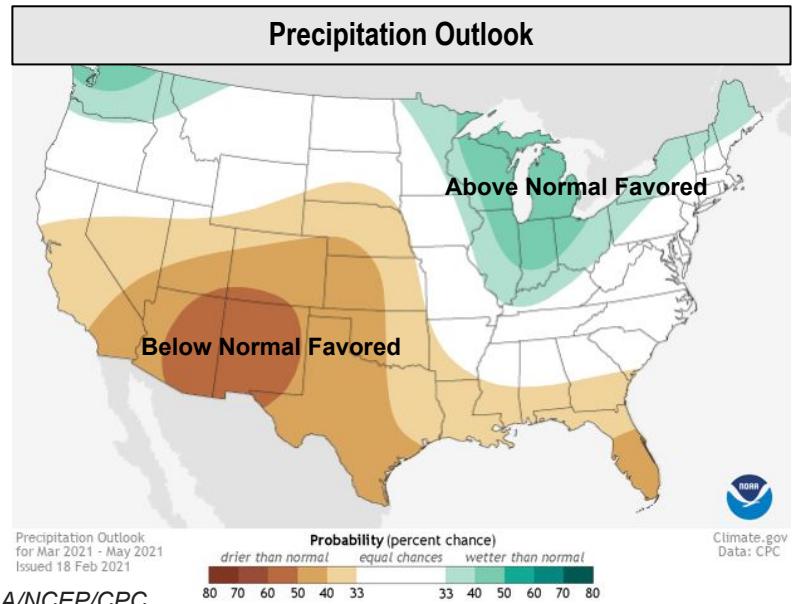 Precipitation Outlook
Above Normal Favored
Below Normal Favored
NOAA
Precipitation Outlook
for Mar 2021 - May 2021
Issued 18 Feb 2021
Probability (percent chance)
drier than normal equal chances wetter than normal
80 70 60 50 40 33 33 40 50 60 70 80
Climate.gov
Data: CPC
A/NCEP/CPC